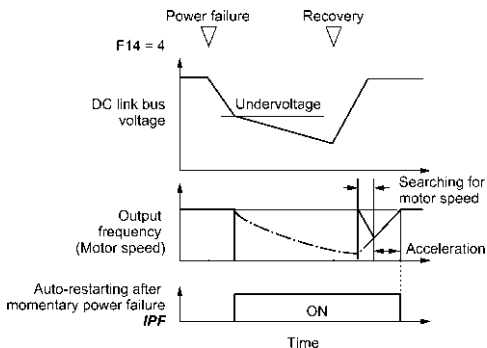 Power failure
Recovery
F14 = 4
DC link bus
voltage
Undervoltage
Searching for
motor speed
Output
frequency
(Motor speed)
Acceleration
Auto-restarting after
momentary power failure
IPF
ON
Time